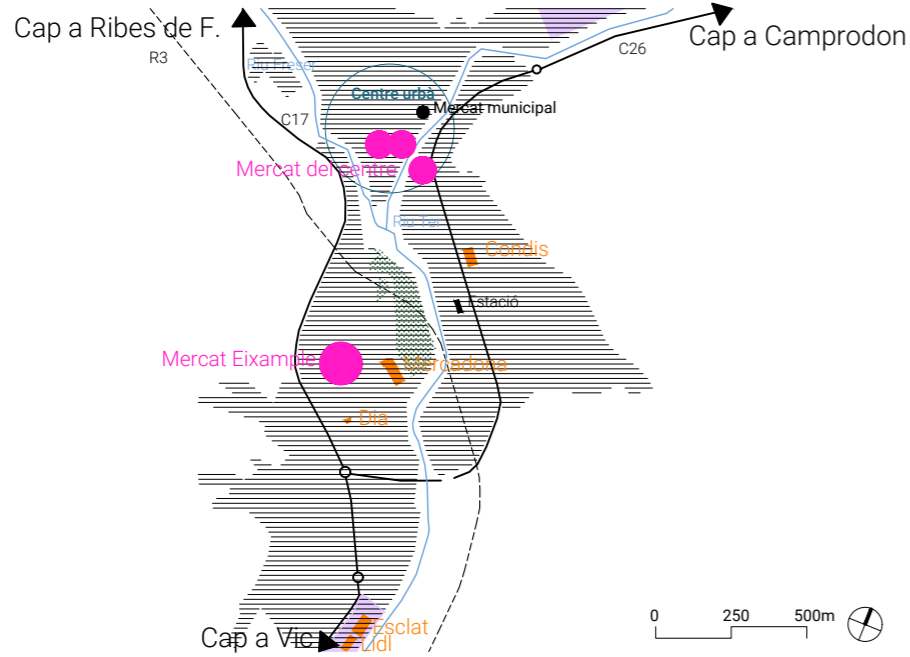 Cap a Ribes de F.
Cap a Camprodon
C26
R3
Riu Freser
Centre urbà
Mercat municipal
C17
Mercat del centre
Riu Ter
Condis
Estació
Mercat Eixample
Mercadona
Dia
0 250 500m
Esclat
Cap a Vic
Lidl